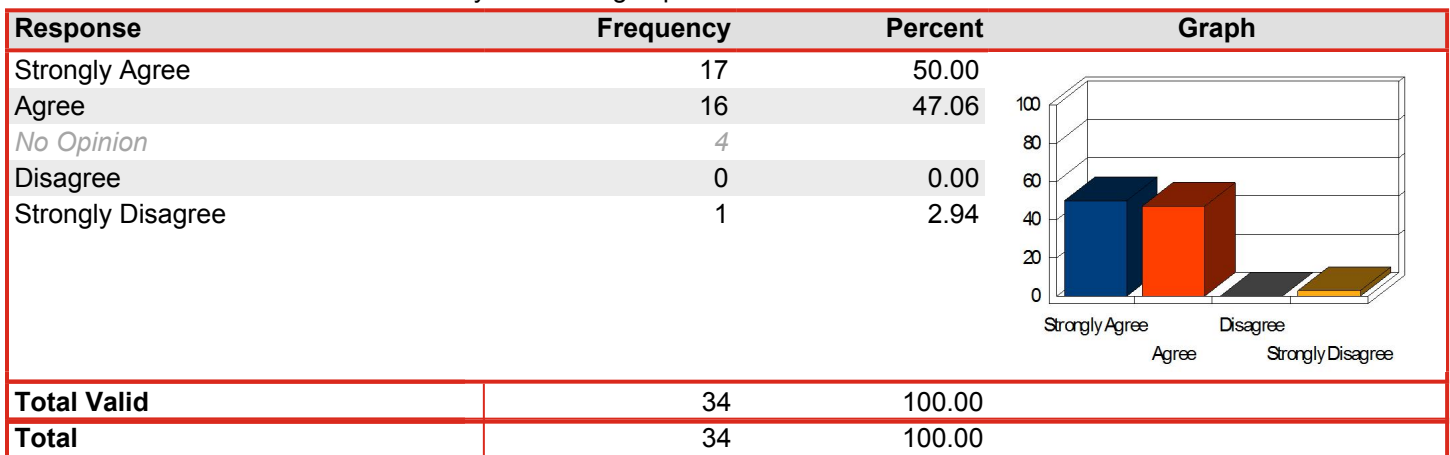 Response Frequency Percent Graph
Strongly Agree 17 50.00
Agree 16 47.06
No Opinion 4
Disagree 0 0.00
Strongly Disagree 1 2.94
100
80
60
40
20
0
Strongly Agree Disagree
Agree Strongly Disagree
Total Valid 34 100.00
Total 34 100.00